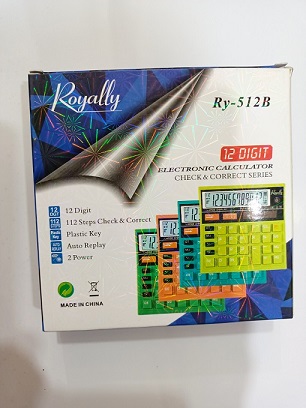 Royally
Ry-512B
12 DIGIT
ELECTRONIC CALCULATOR
CHECK & CORRECT SERIES
12 Digit
112 Steps Check & Correct
Plastic Key
Auto Replay
2 Power
MADE IN CHINA